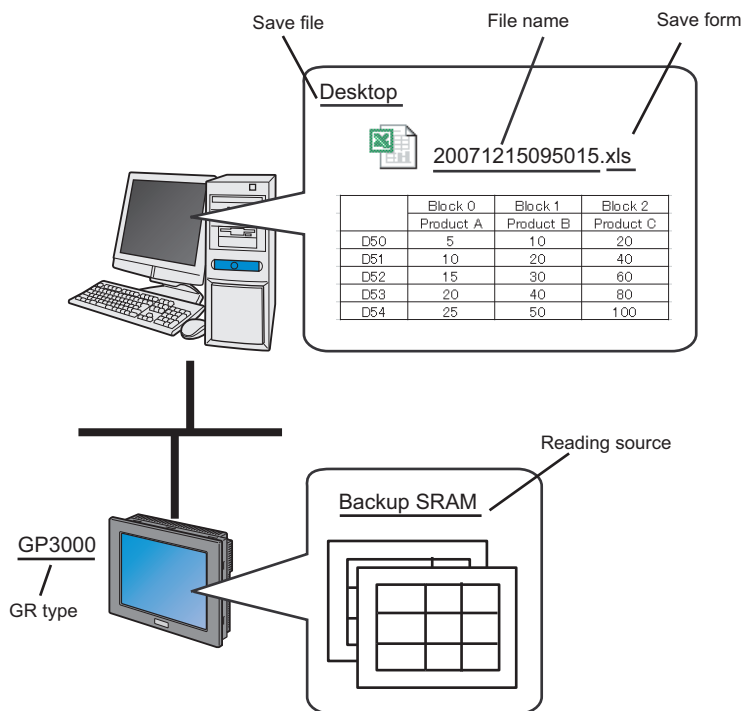 Save file File name Save form
Desktop
20071215095015.xls
Block 0 Block 1 Block 2
Product A Product B Product C
D50 5 10 20
D51 10 20 40
D52 15 30 60
D53 20 40 80
D54 25 50 100
Reading source
Backup SRAM
GP3000
GR type